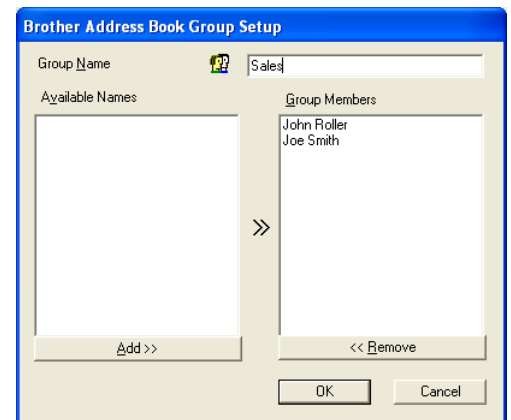 Brother Address Book Group Setup
Group Name
Sales
Available Names
Group Members
John Roller
Joe Smith
Add >>
<< Remove
OK
Cancel